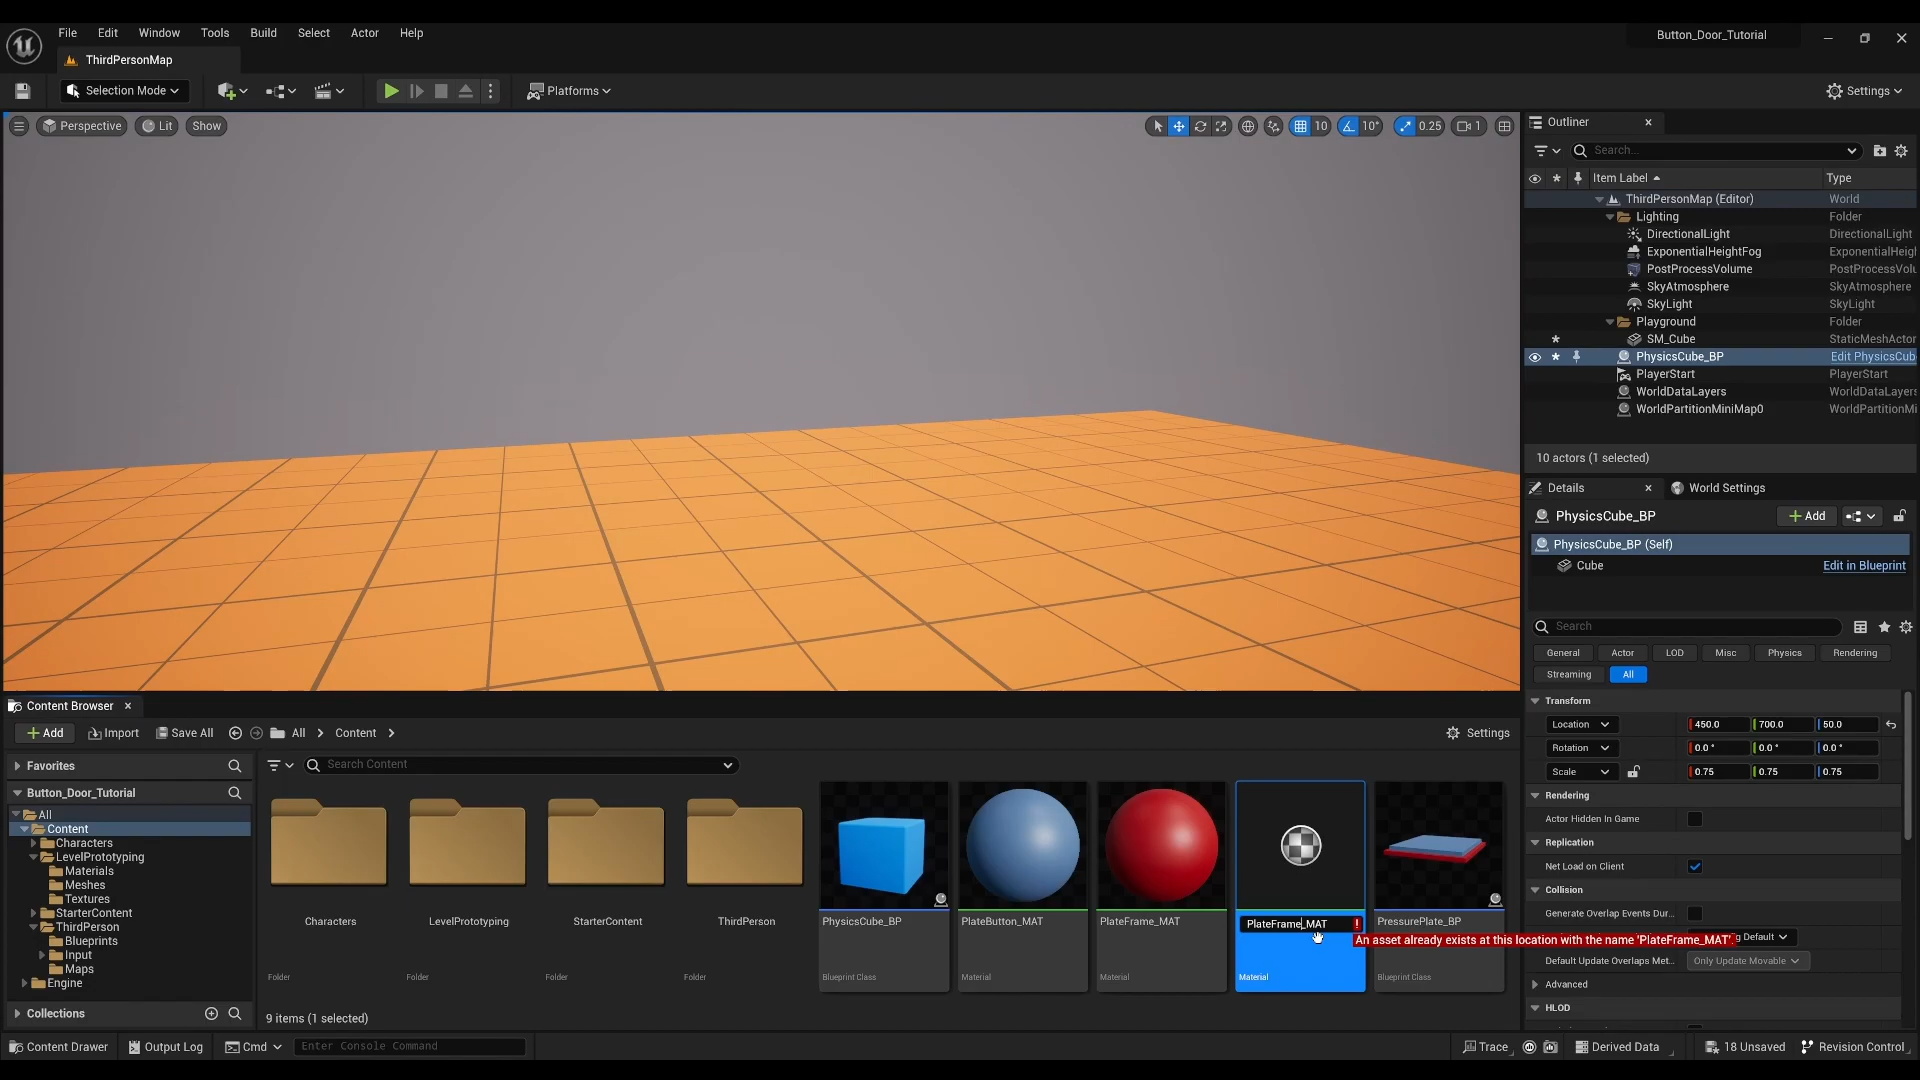 File Edit Window Tools Build Select Actor Help
Button_Door_Tutorial
ThirdPersonMap
Selection Mode
Platforms
Settings
Perspective Lit Show
10 10° 0.25 1
Outliner
Search...
Item Label Type
ThirdPersonMap (Editor) World
Lighting Folder
DirectionalLight DirectionalLight
ExponentialHeightFog ExponentialHeigh
PostProcessVolume PostProcessVolu
SkyAtmosphere SkyAtmosphere
SkyLight SkyLight
Playground Folder
SM_Cube StaticMeshActor
PhysicsCube_BP Edit PhysicsCub
PlayerStart PlayerStart
WorldDataLayers WorldDataLayers
WorldPartitionMiniMap0 WorldPartitionMi
10 actors (1 selected)
Details World Settings
PhysicsCube_BP Add
PhysicsCube_BP (Self)
Cube Edit in Blueprint
Search
General Actor LOD Misc Physics Rendering
Streaming All
Transform
Location 450.0 700.0 50.0
Rotation 0.0 ° 0.0 ° 0.0 °
Scale 0.75 0.75 0.75
Rendering
Actor Hidden In Game
Replication
Net Load on Client
Collision
Generate Overlap Events Dur...
Default
Default Update Overlaps Met... Only Update Movable
Advanced
HLOD
Content Browser
Add Import Save All All Content Settings
Favorites
Button_Door_Tutorial
All
Content
Characters
LevelPrototyping
Materials
Meshes
Textures
StarterContent
ThirdPerson
Blueprints
Input
Maps
Engine
Collections
Search Content
Characters LevelPrototyping StarterContent ThirdPerson PhysicsCube_BP PlateButton_MAT PlateFrame_MAT PlateFrame_MAT ! PressurePlate_BP
An asset already exists at this location with the name 'PlateFrame_MAT'.
Folder Folder Folder Folder Blueprint Class Material Material Material Blueprint Class
9 items (1 selected)
Content Drawer Output Log Cmd Enter Console Command Trace Derived Data 18 Unsaved Revision Control